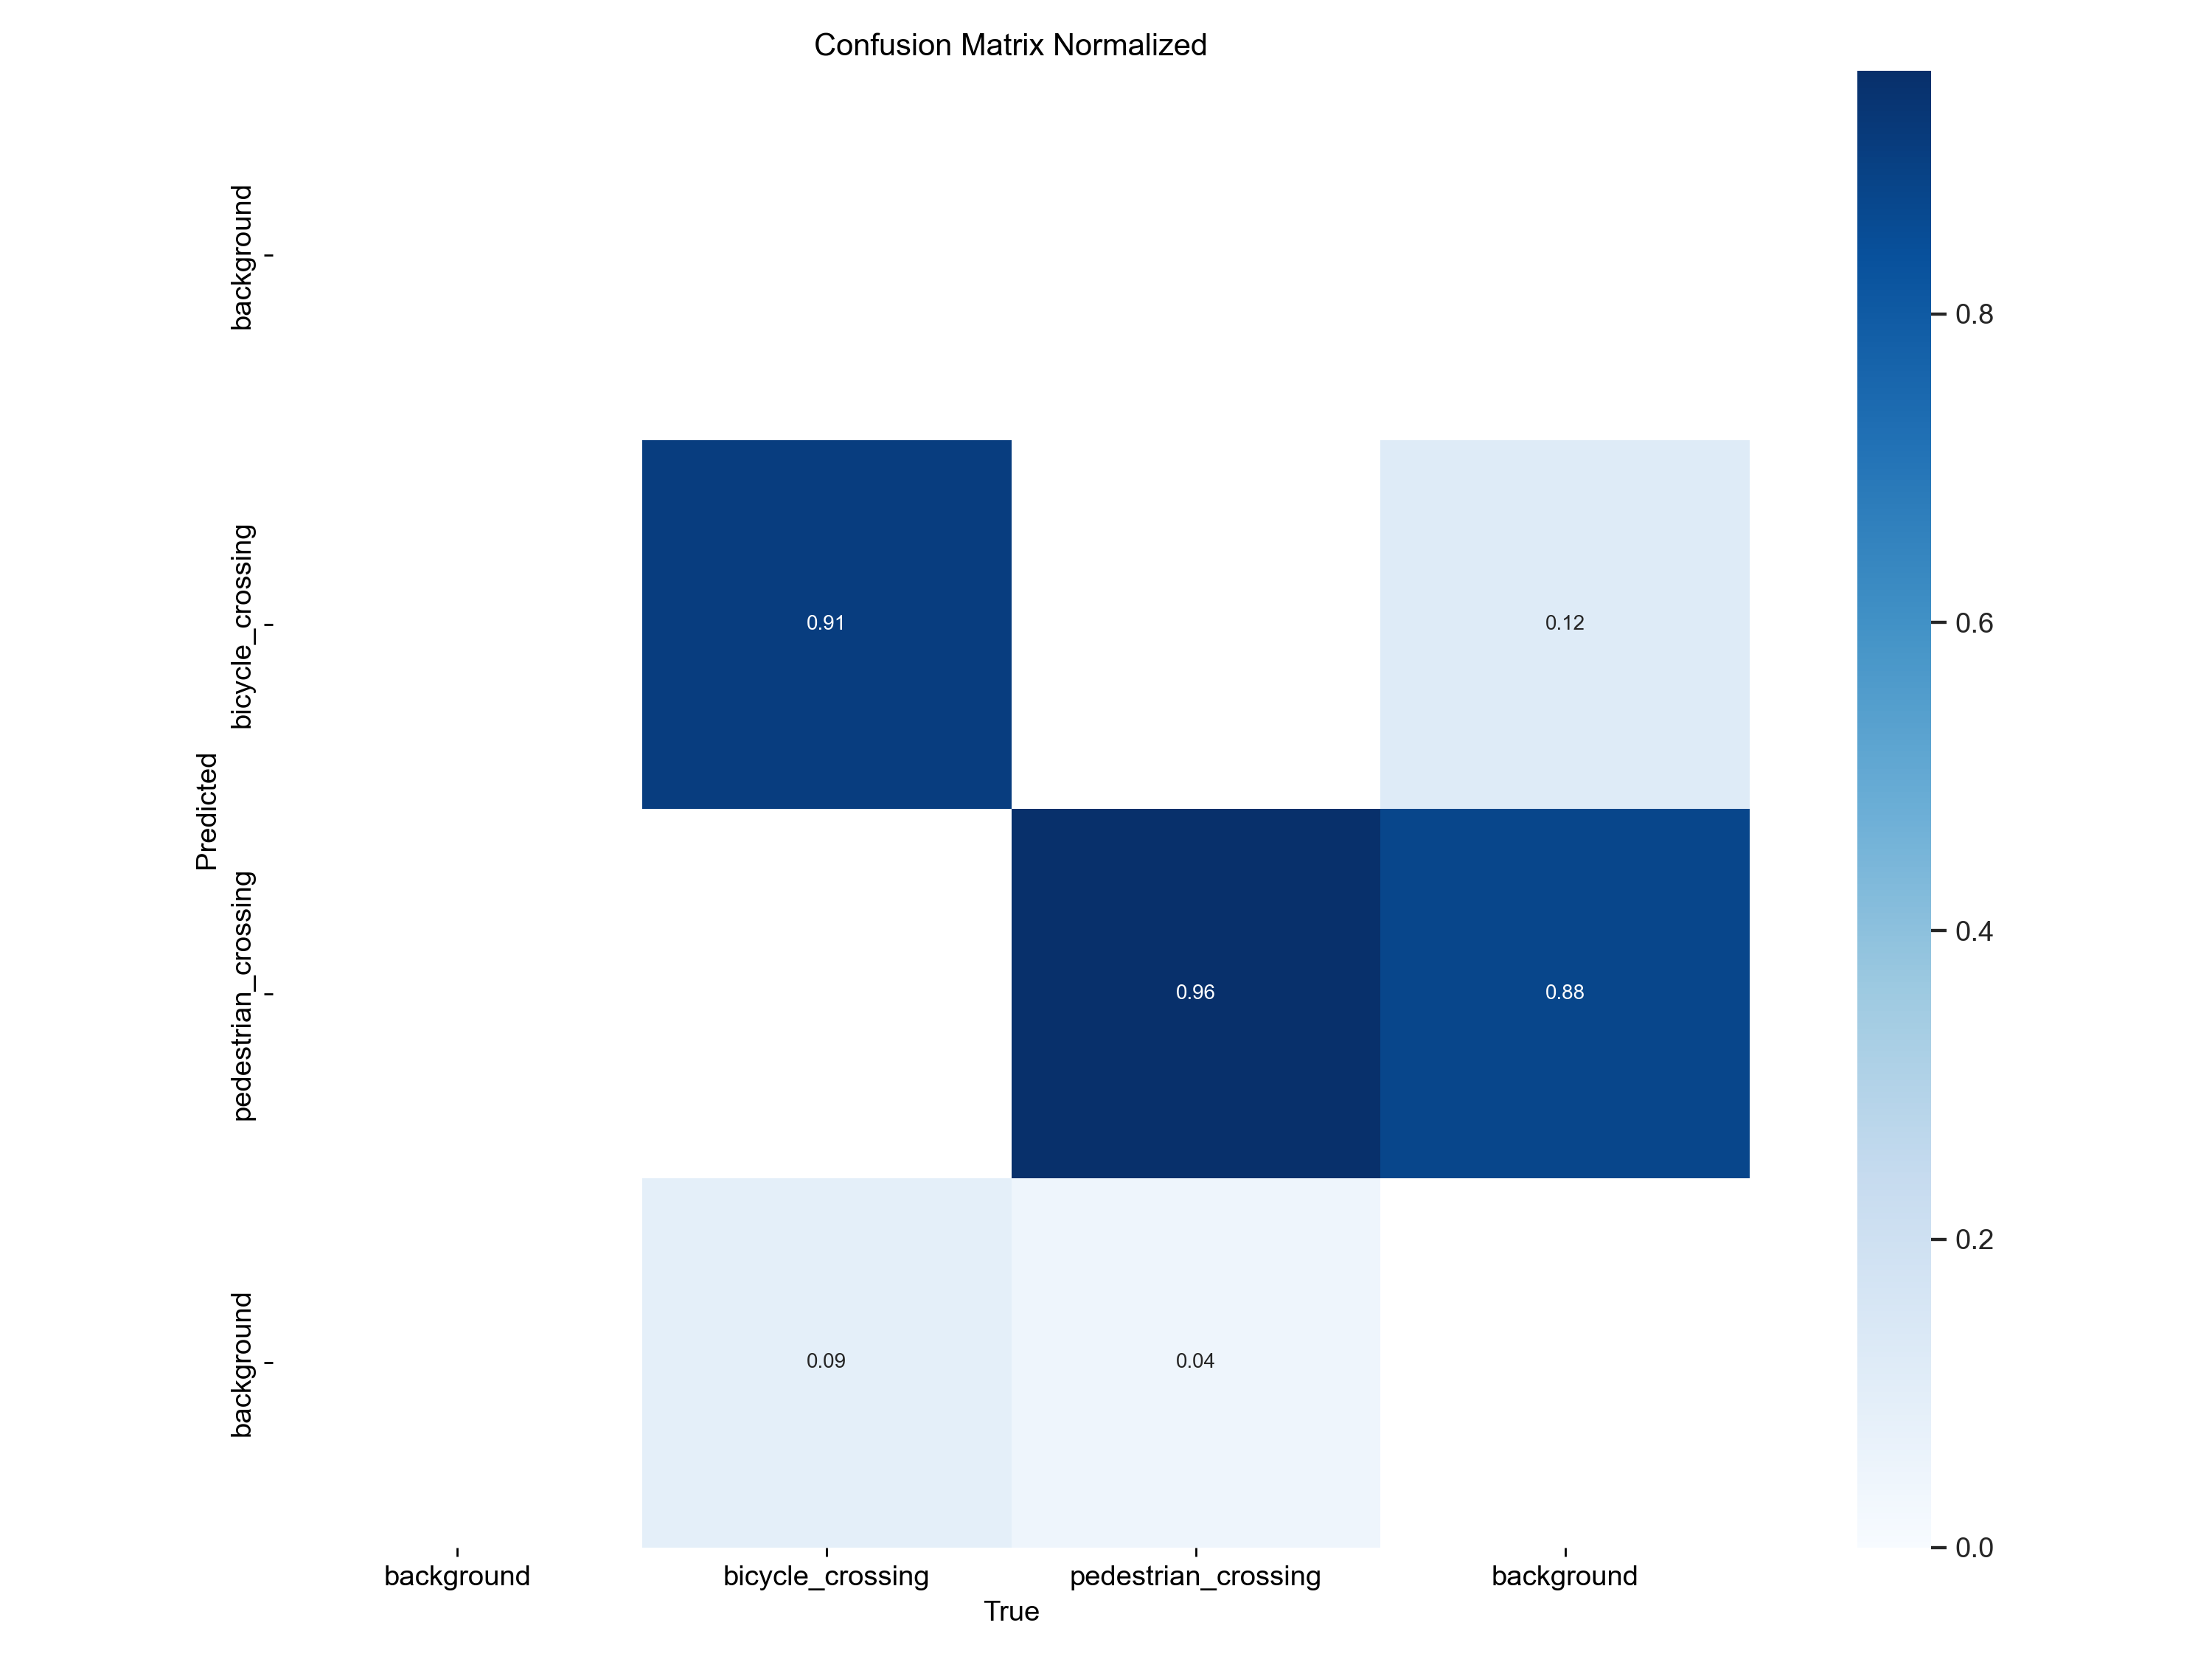 Confusion Matrix Normalized
background
bicycle_crossing
pedestrian_crossing
background
Predicted
0.91
0.12
0.96
0.88
0.09
0.04
background
bicycle_crossing
pedestrian_crossing
background
True
0.8
0.6
0.4
0.2
0.0